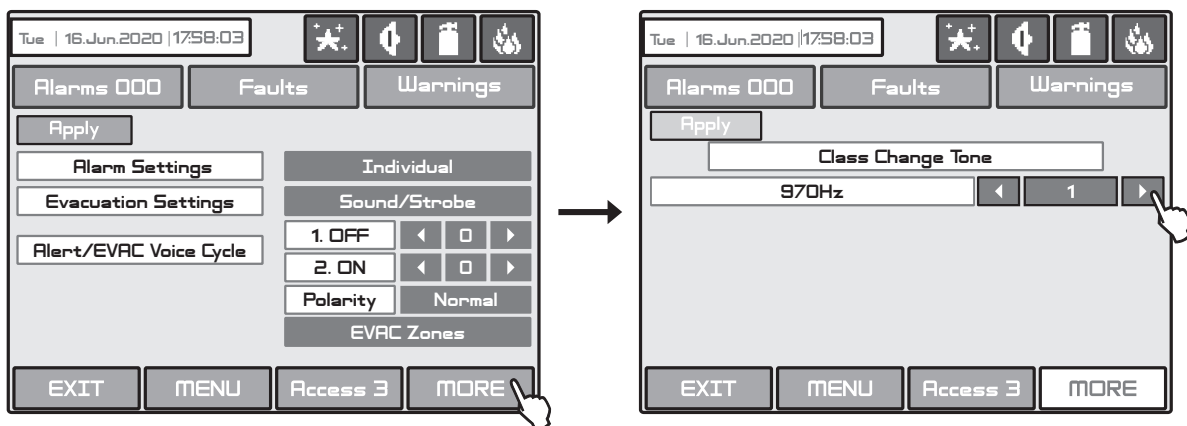 Tue | 16.Jun.2020 | 17:58:03
Alarms 000 Faults Warnings
Apply
Alarm Settings Individual
Evacuation Settings Sound/Strobe
1. OFF 0
Alert/EVAC Voice Cycle
2. ON 0
Polarity Normal
EVAC Zones
EXIT MENU Access 3 MORE
Tue | 16.Jun.2020 | 17:58:03
Alarms 000 Faults Warnings
Apply
Class Change Tone
970Hz 1
EXIT MENU Access 3 MORE